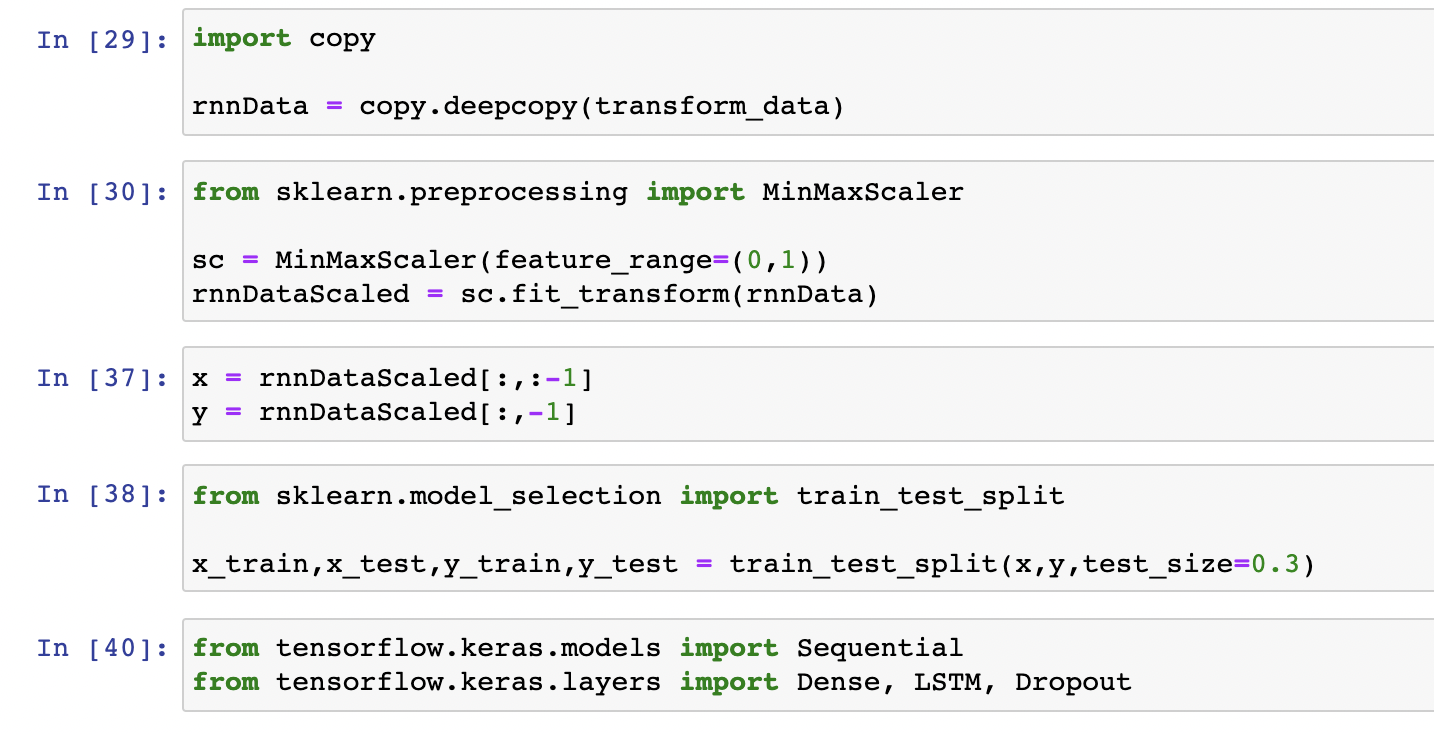 In [29]: import copy
rnnData = copy.deepcopy(transform_data)
In [30]: from sklearn.preprocessing import MinMaxScaler
sc = MinMaxScaler(feature_range=(0,1))
rnnDataScaled = sc.fit_transform(rnnData)
In [37]: x = rnnDataScaled[:,:-1]
y = rnnDataScaled[:,-1]
In [38]: from sklearn.model_selection import train_test_split
x_train,x_test,y_train,y_test = train_test_split(x,y,test_size=0.3)
In [40]: from tensorflow.keras.models import Sequential
from tensorflow.keras.layers import Dense, LSTM, Dropout